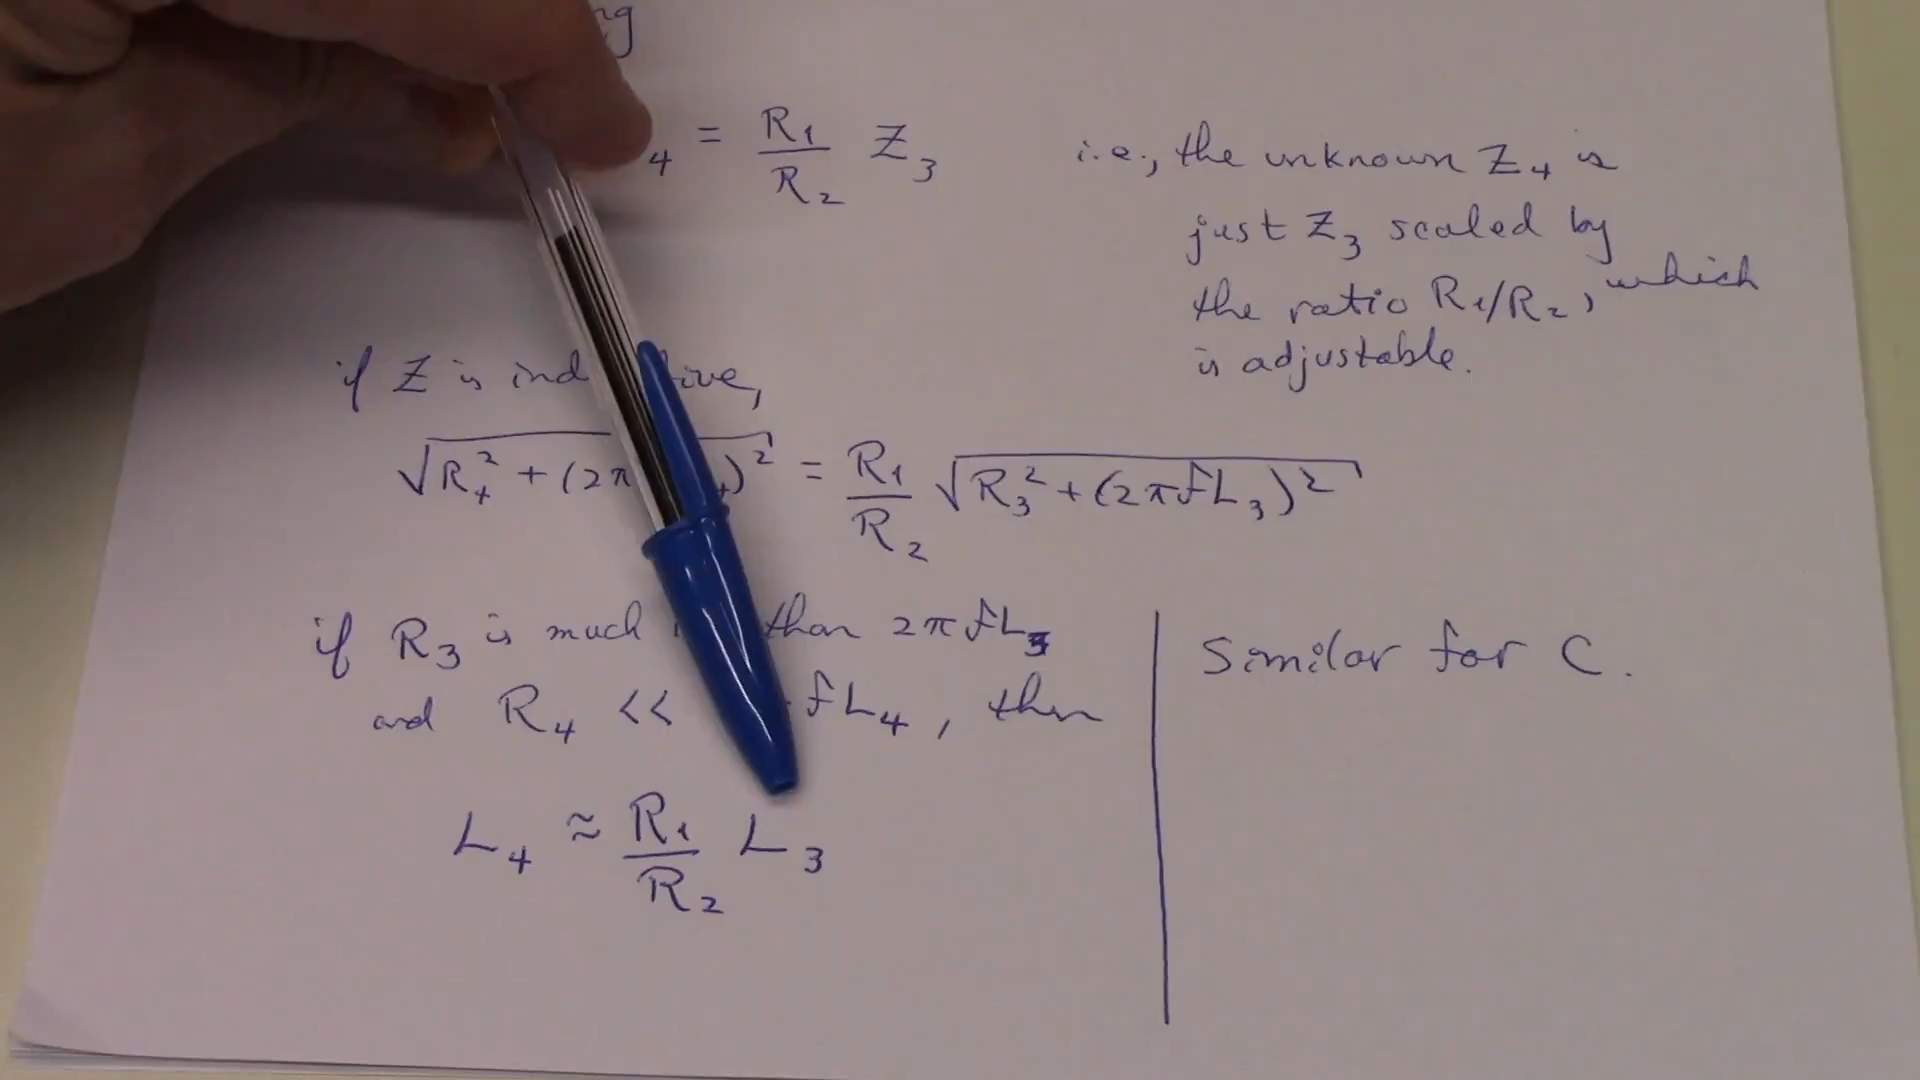 4 = R1/R2 Z3
i.e., the unknown Z4 is
just Z3 scaled by
the ratio R1/R2, which
is adjustable.
if Z is
√R4² + (2π )² = R1/R2 √R3² + (2πfL3)²
if R3 is much than 2πfL3
and R4 << fL4, then
L4 ≈ R1/R2 L3
Similar for C.